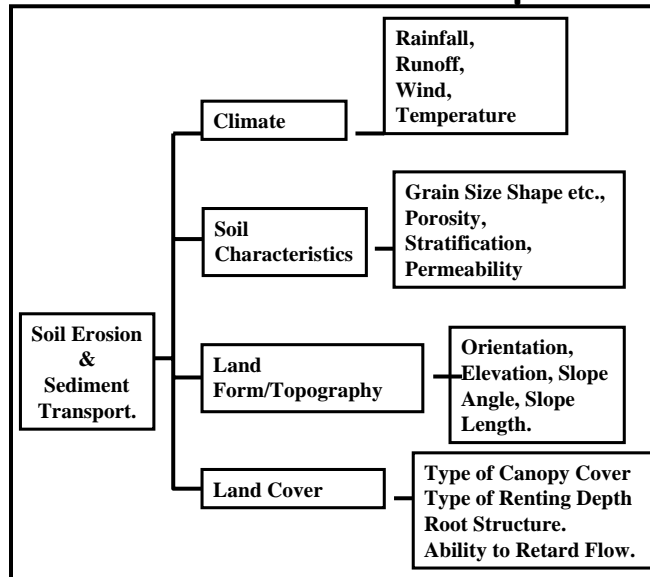 Rainfall,
Runoff,
Wind,
Temperature
Climate
Grain Size Shape etc.,
Porosity,
Stratification,
Permeability
Soil
Characteristics
Soil Erosion
&
Sediment
Transport.
Land
Form/Topography
Orientation,
Elevation, Slope
Angle, Slope
Length.
Land Cover
Type of Canopy Cover
Type of Renting Depth
Root Structure.
Ability to Retard Flow.